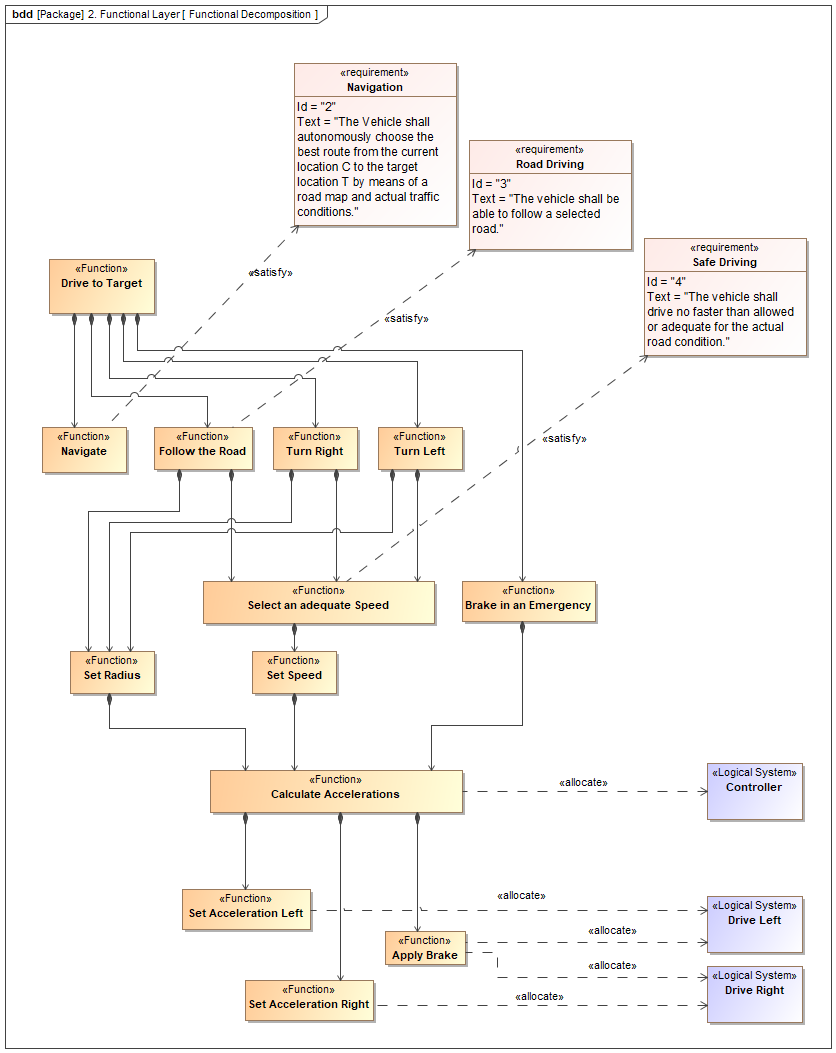 bdd [Package] 2. Functional Layer [ Functional Decomposition ]
«requirement»
Navigation
Id = "2"
Text = "The Vehicle shall
autonomously choose the
best route from the current
location C to the target
location T by means of a
road map and actual traffic
conditions."
«requirement»
Road Driving
Id = "3"
Text = "The vehicle shall be
able to follow a selected
road."
«requirement»
Safe Driving
Id = "4"
Text = "The vehicle shall
drive no faster than allowed
or adequate for the actual
road condition."
«Function»
Drive to Target
«satisfy»
«satisfy»
«satisfy»
«Function»
Navigate
«Function»
Follow the Road
«Function»
Turn Right
«Function»
Turn Left
«Function»
Select an adequate Speed
«Function»
Brake in an Emergency
«Function»
Set Radius
«Function»
Set Speed
«Function»
Calculate Accelerations
«allocate»
«Logical System»
Controller
«Function»
Set Acceleration Left
«allocate»
«Logical System»
Drive Left
«Function»
Apply Brake
«allocate»
«allocate»
«Logical System»
Drive Right
«Function»
Set Acceleration Right
«allocate»